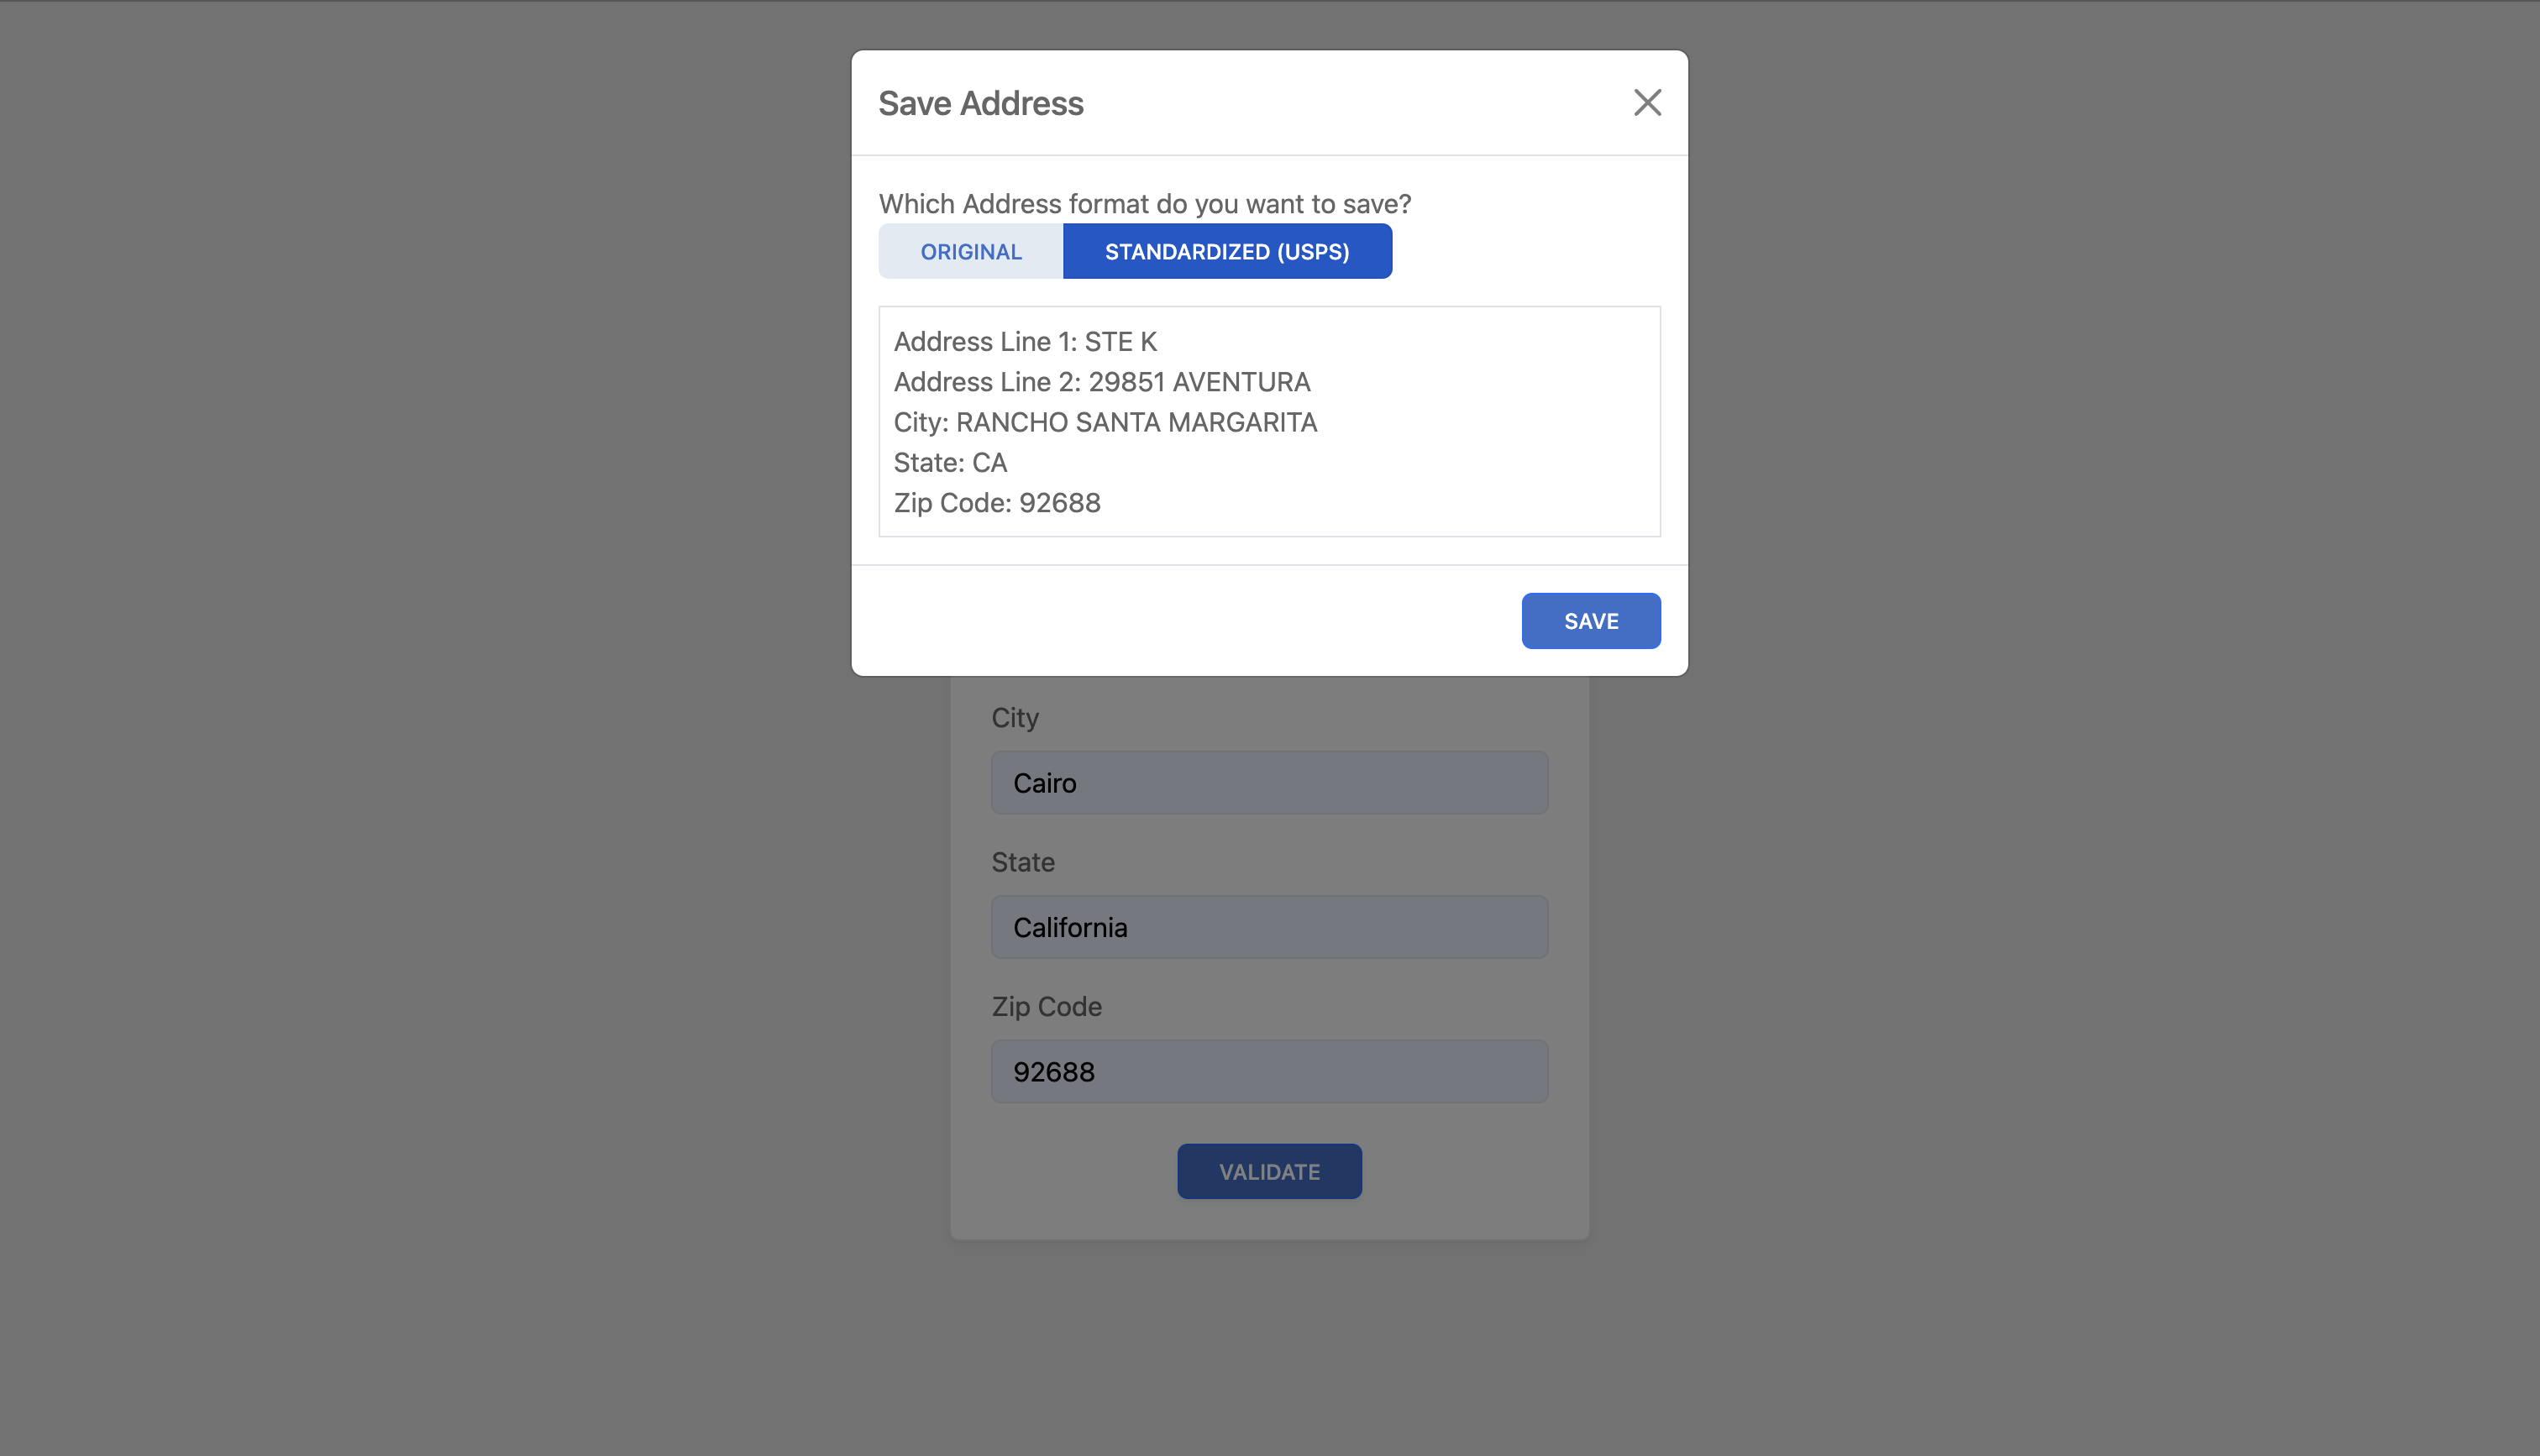 Save Address
Which Address format do you want to save?
ORIGINAL STANDARDIZED (USPS)
Address Line 1: STE K
Address Line 2: 29851 AVENTURA
City: RANCHO SANTA MARGARITA
State: CA
Zip Code: 92688
SAVE
City
Cairo
State
California
Zip Code
92688
VALIDATE